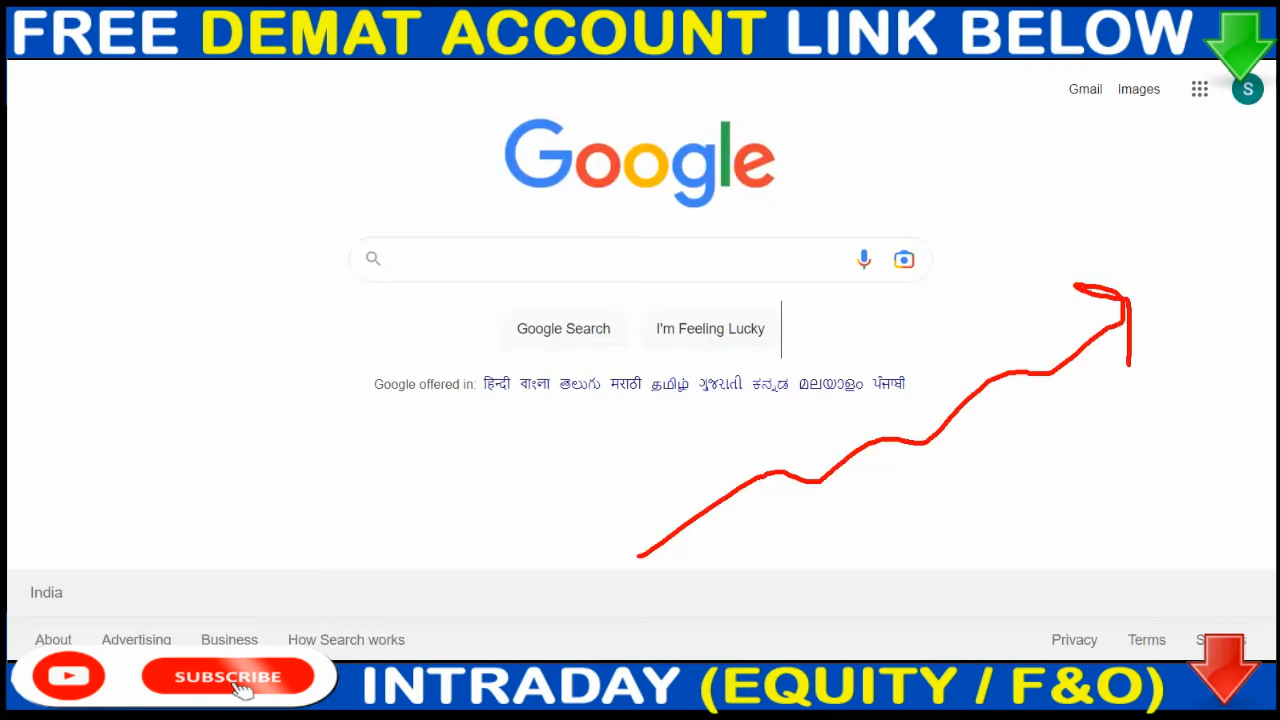 FREE DEMAT ACCOUNT LINK BELOW
Gmail Images S
Google
Google Search I'm Feeling Lucky
Google offered in: हिन्दी বাংলা తెలుగు मराठी தமிழ் ગુજરાતી ಕನ್ನಡ മലയാളം ਪੰਜਾਬੀ
India
About Advertising Business How Search works Privacy Terms
SUBSCRIBE
INTRADAY (EQUITY / F&O)